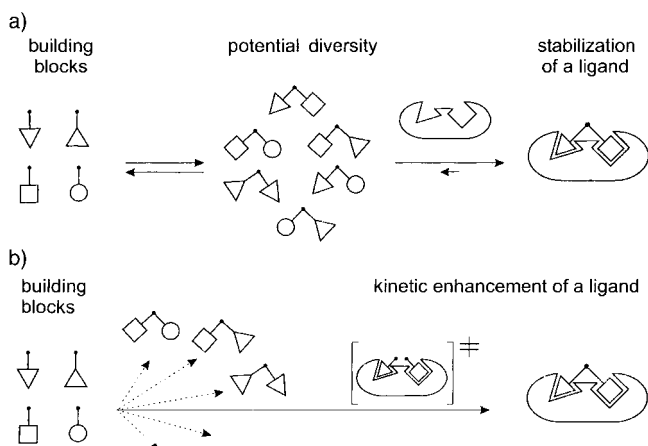 a)
building
blocks
potential diversity
stabilization
of a ligand
b)
building
blocks
kinetic enhancement of a ligand